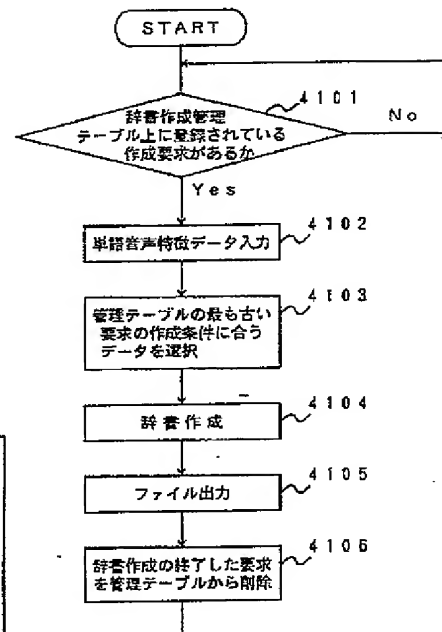 START
4101
辞書作成管理
テーブル上に登録されている
作成要求があるか
No
Yes
4102
単語音声特徴データ入力
4103
管理テーブルの最も古い
要求の作成条件に合う
データを選択
4104
辞書作成
4105
ファイル出力
4106
辞書作成の終了した要求
を管理テーブルから削除